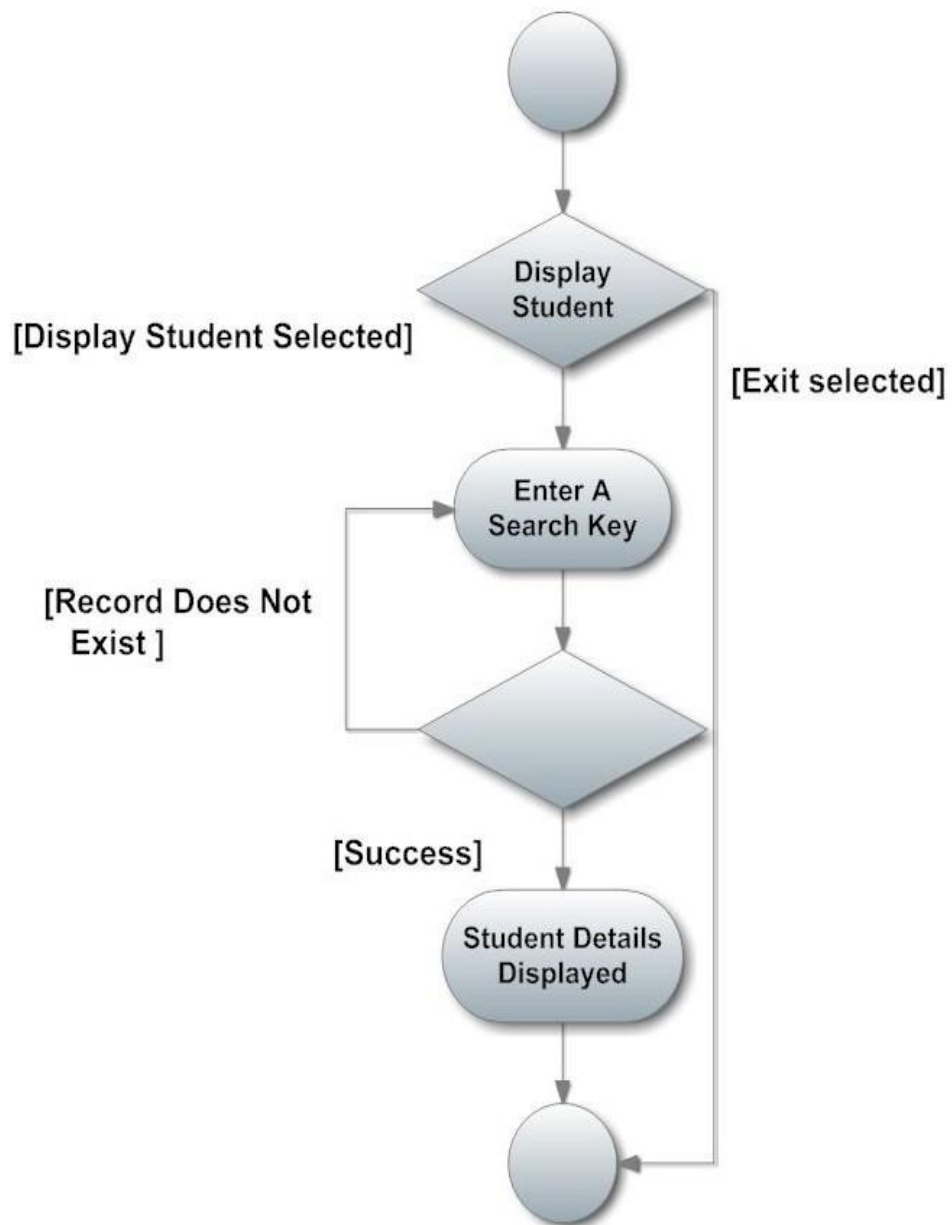 Display
Student
[Display Student Selected]
[Exit selected]
Enter A
Search Key
[Record Does Not
Exist ]
[Success]
Student Details
Displayed